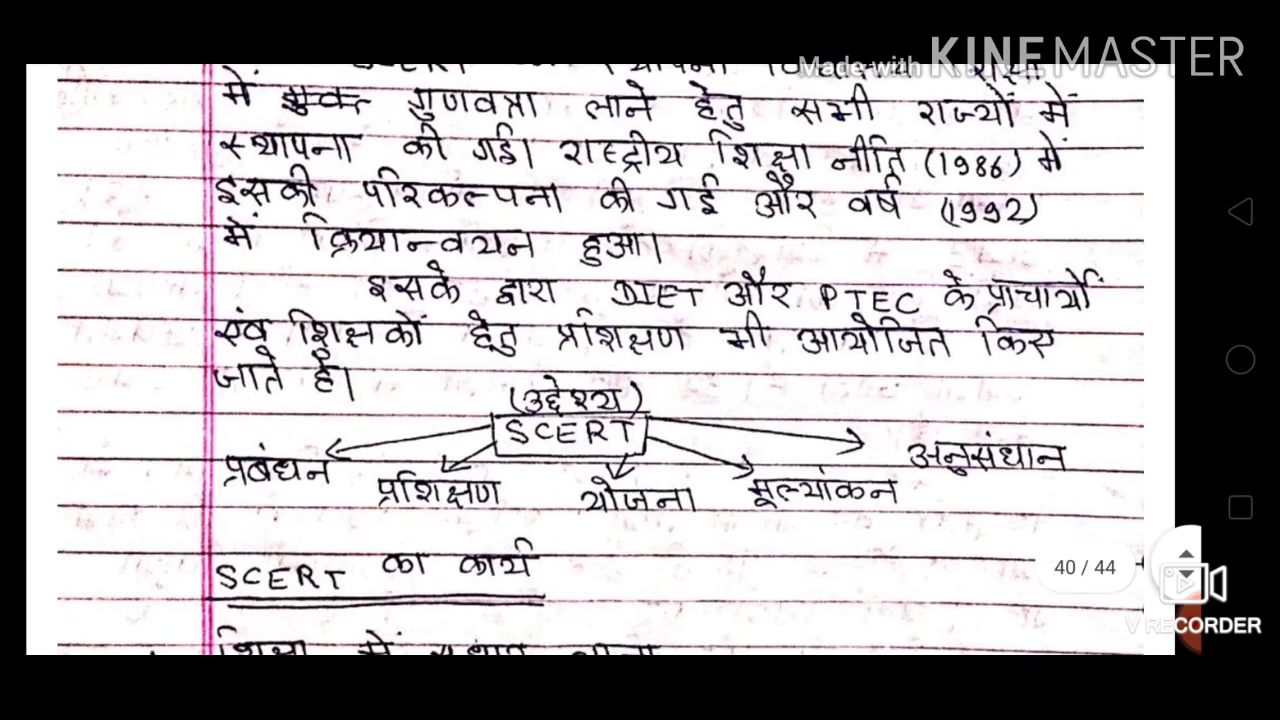 Made with KINEMASTER
SCERT
में गुणवत्ता लाने हेतु सभी राज्यों में
स्थापना की गई। राष्ट्रीय शिक्षा नीति (1986) में
इसकी परिकल्पना की गई और वर्ष (1992)
में क्रियान्वयन हुआ।
इसके द्वारा DIET और PTEC के प्राचार्यों
एंव शिक्षकों हेतु प्रशिक्षण भी आयोजित किए
जाते हैं।
(उद्देश्य)
SCERT
प्रबंधन प्रशिक्षण योजना मूल्यांकन अनुसंधान
SCERT का कार्य
40 / 44
V RECORDER
शिक्षा में